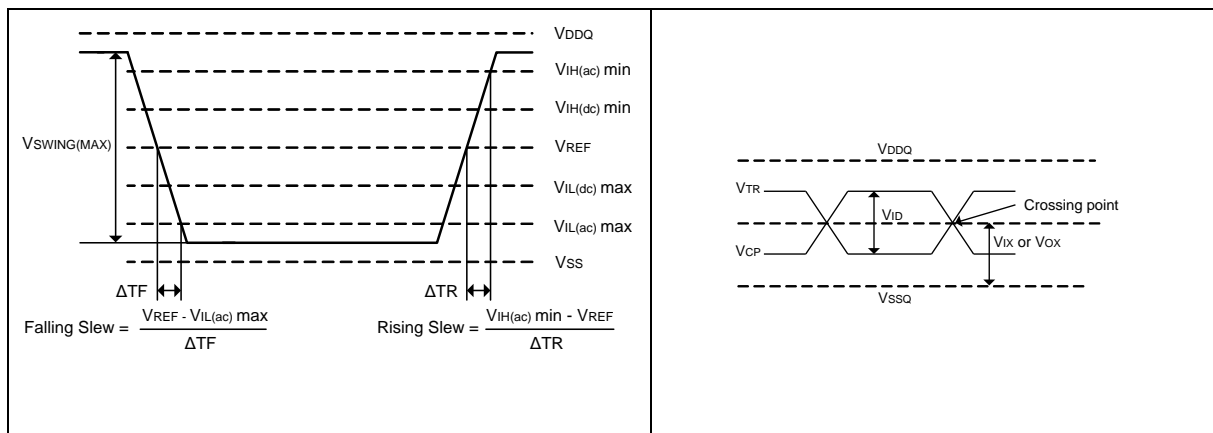 VDDQ
VIH(ac) min
VIH(dc) min
VSWING(MAX)
VREF
VIL(dc) max
VIL(ac) max
VSS
ΔTF
ΔTR
Falling Slew = VREF - VIL(ac) max
ΔTF
Rising Slew = VIH(ac) min - VREF
ΔTR
VDDQ
VTR
VID
Crossing point
VCP
VIX or VOX
VSSQ